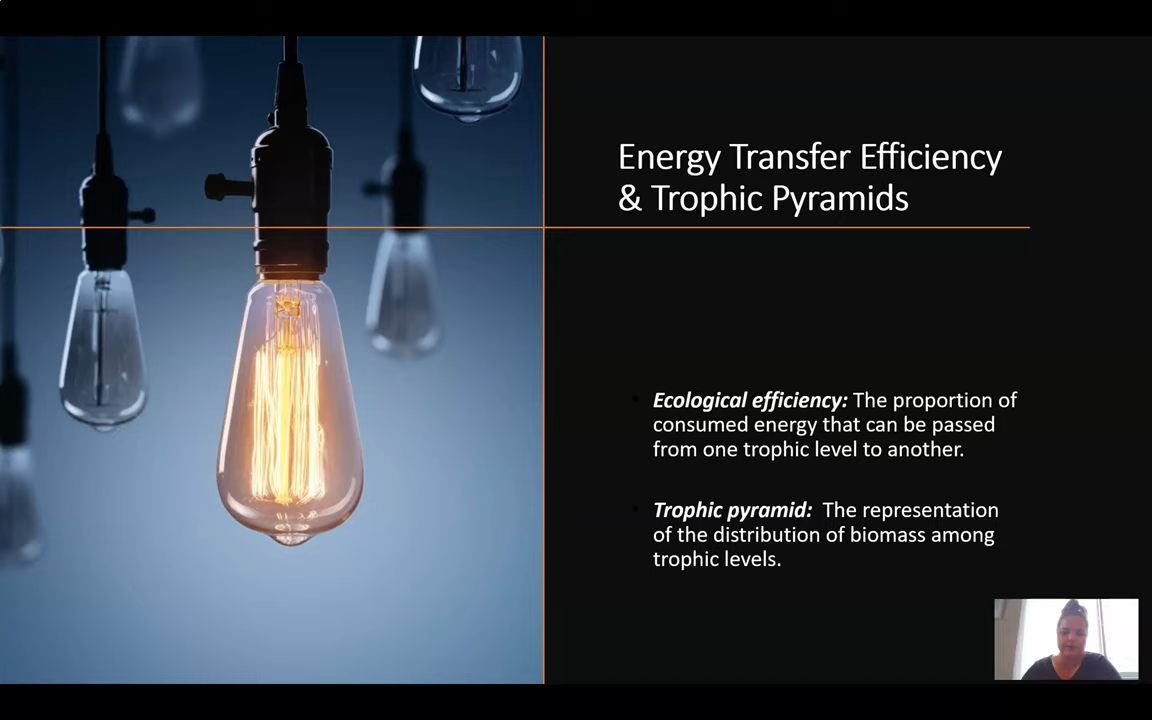 Energy Transfer Efficiency
& Trophic Pyramids
• Ecological efficiency: The proportion of
consumed energy that can be passed
from one trophic level to another.
• Trophic pyramid:  The representation
of the distribution of biomass among
trophic levels.